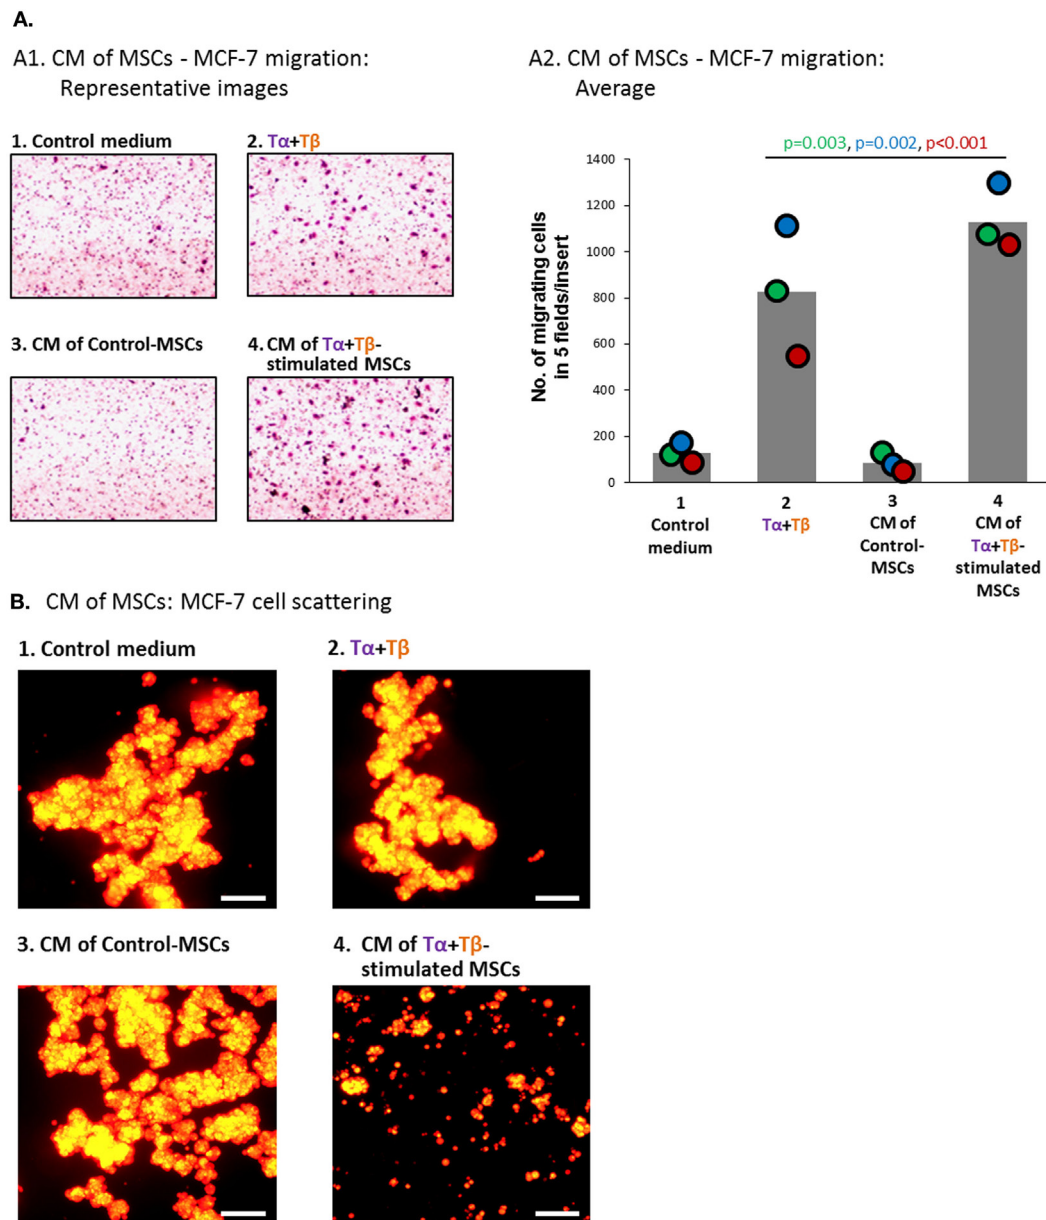 A.
A1. CM of MSCs - MCF-7 migration:
Representative images
1. Control medium
2. Tα+Tβ
3. CM of Control-MSCs
4. CM of Tα+Tβ-
stimulated MSCs
A2. CM of MSCs - MCF-7 migration:
Average
p=0.003, p=0.002, p<0.001
No. of migrating cells
in 5 fields/insert
1400
1200
1000
800
600
400
200
0
1
Control
medium
2
Tα+Tβ
3
CM of
Control-
MSCs
4
CM of
Tα+Tβ-
stimulated
MSCs
B. CM of MSCs: MCF-7 cell scattering
1. Control medium
2. Tα+Tβ
3. CM of Control-MSCs
4. CM of Tα+Tβ-
stimulated MSCs